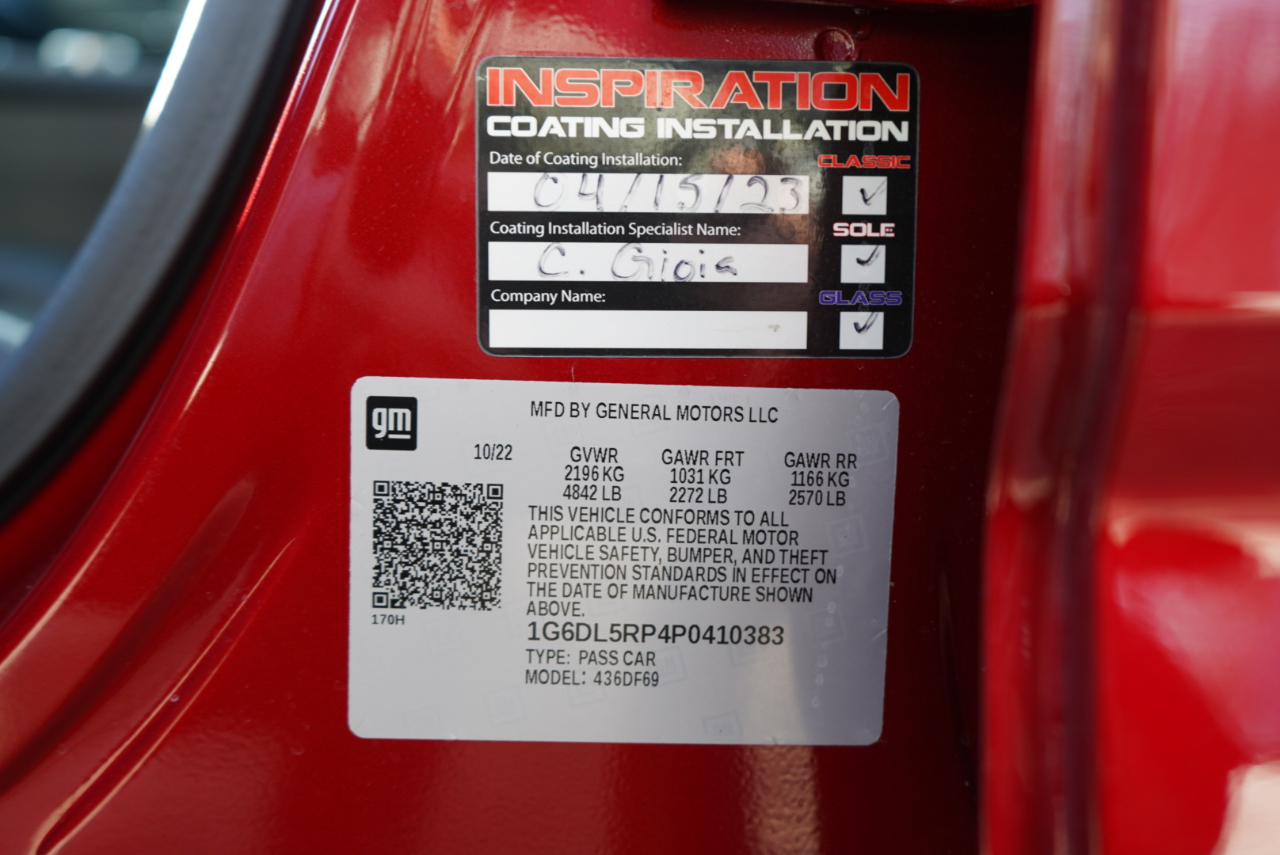 INSPIRATION
COATING INSTALLATION
Date of Coating Installation:
CLASSIC
04/15/23
Coating Installation Specialist Name:
SOLE
C. Gioia
Company Name:
GLASS
gm
MFD BY GENERAL MOTORS LLC
10/22 GVWR GAWR FRT GAWR RR
2196 KG 1031 KG 1166 KG
4842 LB 2272 LB 2570 LB
THIS VEHICLE CONFORMS TO ALL
APPLICABLE U.S. FEDERAL MOTOR
VEHICLE SAFETY, BUMPER, AND THEFT
PREVENTION STANDARDS IN EFFECT ON
THE DATE OF MANUFACTURE SHOWN
ABOVE.
170H
1G6DL5RP4P0410383
TYPE: PASS CAR
MODEL: 436DF69